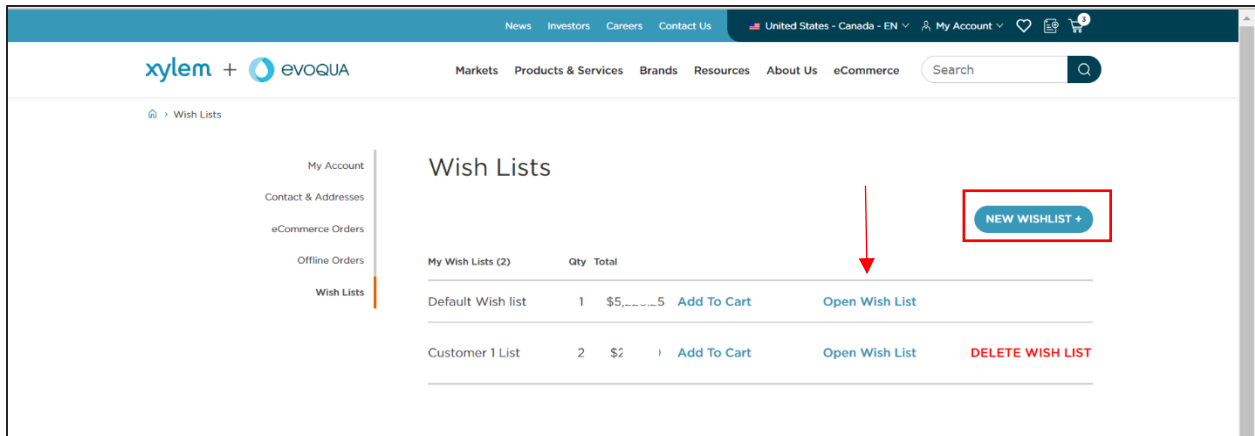 News Investors Careers Contact Us United States - Canada - EN My Account 3
xylem + evoqua
Markets Products & Services Brands Resources About Us eCommerce Search
> Wish Lists
My Account
Contact & Addresses
eCommerce Orders
Offline Orders
Wish Lists
Wish Lists
NEW WISHLIST +
My Wish Lists (2) Qty Total
Default Wish list 1 Add To Cart Open Wish List
Customer 1 List 2 Add To Cart Open Wish List DELETE WISH LIST